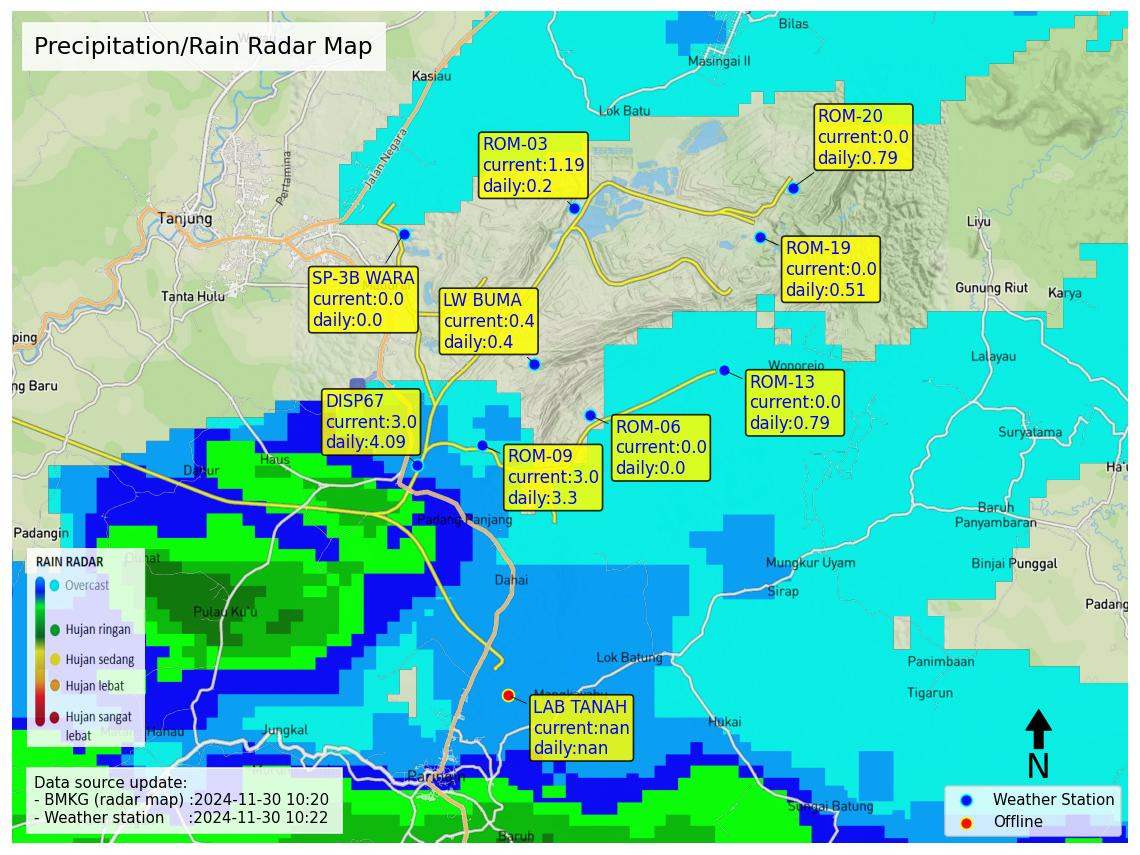 Precipitation/Rain Radar Map
Bilas
Masingai II
Kasiau
Lok Batu
Jalan Negara
Pertamina
Tanjung
Tanta Hulu
ROM-20
current:0.0
daily:0.79
ROM-03
current:1.19
daily:0.2
ROM-19
current:0.0
daily:0.51
SP-3B WARA
current:0.0
daily:0.0
LW BUMA
current:0.4
daily:0.4
Liyu
Gunung Riut
Karya
Lalayau
Wonorejo
ping
ng Baru
ROM-13
current:0.0
daily:0.79
DISP67
current:3.0
daily:4.09
ROM-06
current:0.0
daily:0.0
ROM-09
current:3.0
daily:3.3
Suryatama
Haus
Dahur
Baruh
Panyambaran
Padang Panjang
Padangin
Mungkur Uyam
Binjai Punggal
Dahai
Sirap
Padang
Pulau Ku'u
RAIN RADAR
Overcast
Hujan ringan
Hujan sedang
Hujan lebat
Hujan sangat
lebat
Lok Batung
Panimbaan
Tigarun
LAB TANAH
current:nan
daily:nan
Hukai
Jungkal
Paringin
Sungai Batung
Barub
N
Data source update:
- BMKG (radar map) :2024-11-30 10:20
- Weather station :2024-11-30 10:22
Weather Station
Offline